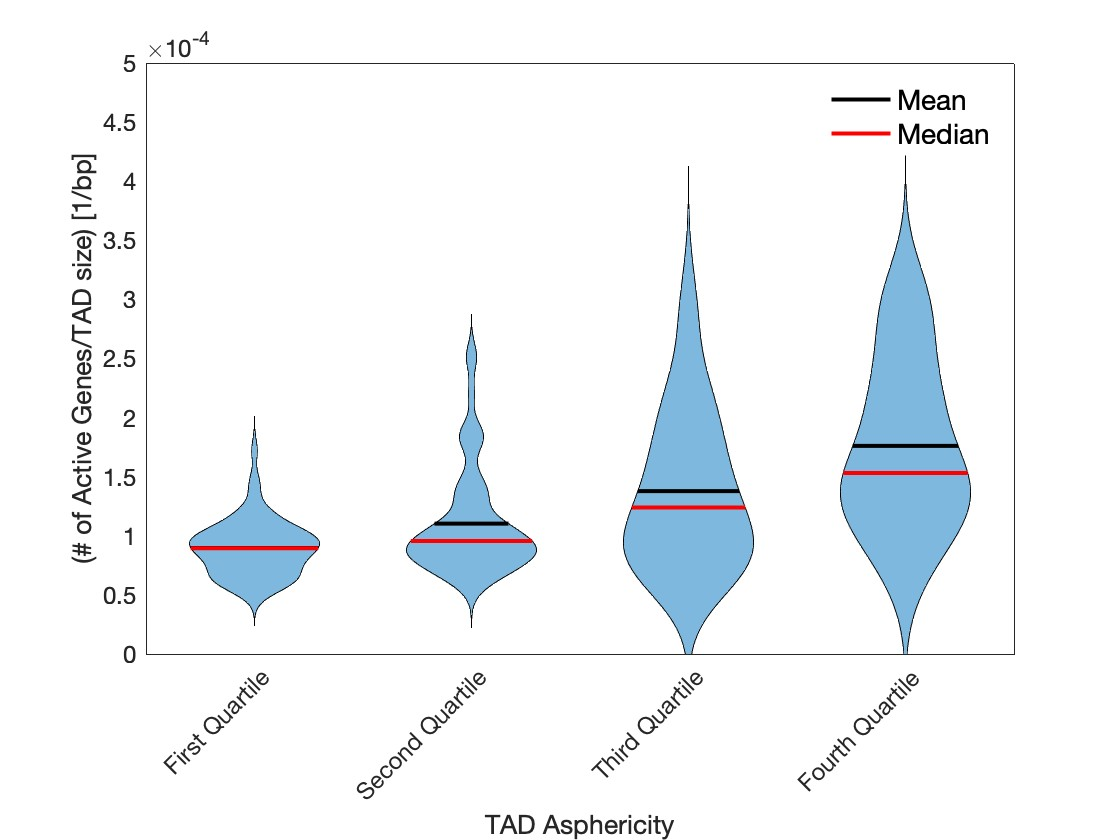 ×10-4
5
4.5
4
3.5
3
2.5
2
1.5
1
0.5
0
(# of Active Genes/TAD size) [1/bp]
Mean
Median
First Quartile
Second Quartile
Third Quartile
Fourth Quartile
TAD Asphericity